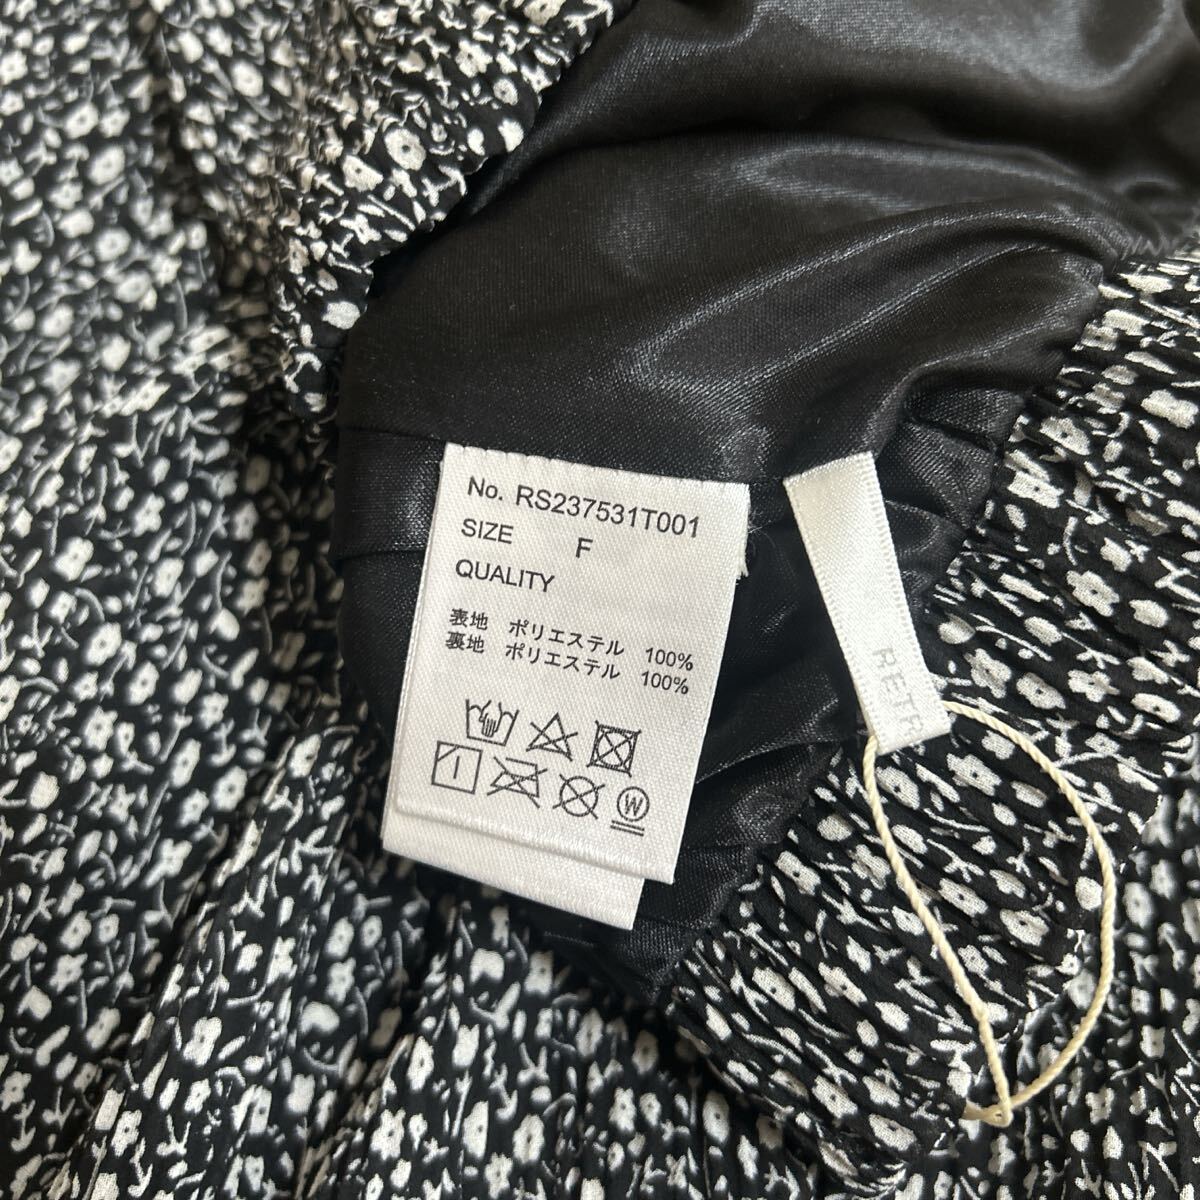 No. RS237531T001
SIZE F
QUALITY
表地 ポリエステル 100%
裏地 ポリエステル 100%
W
RETR